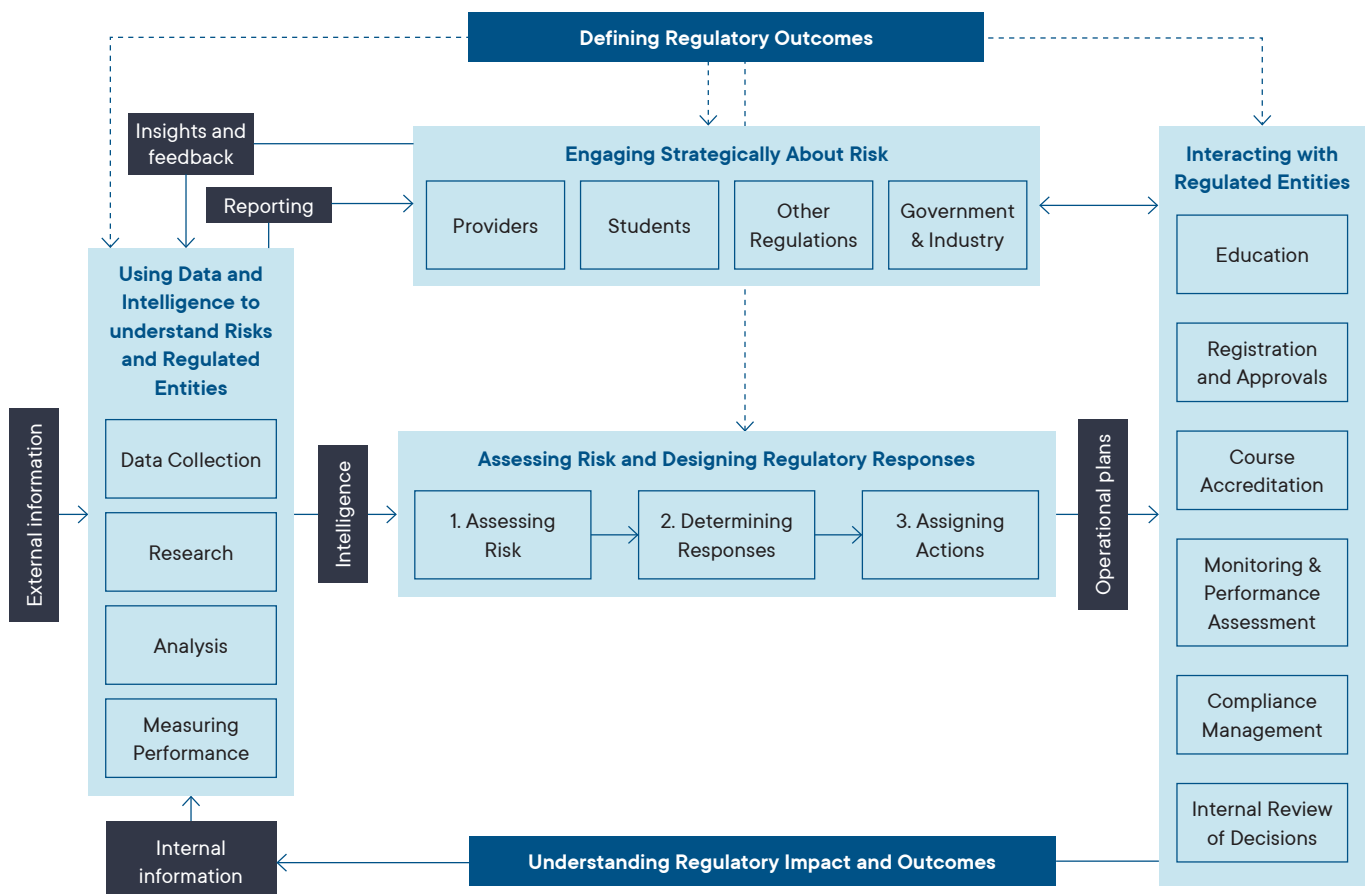 Defining Regulatory Outcomes
Insights and
feedback
Reporting
Engaging Strategically About Risk
Providers
Students
Other
Regulations
Government
& Industry
Interacting with
Regulated Entities
Education
Registration
and Approvals
Course
Accreditation
Monitoring &
Performance
Assessment
Compliance
Management
Internal Review
of Decisions
Using Data and
Intelligence to
understand Risks
and Regulated
Entities
Data Collection
Research
Analysis
Measuring
Performance
External information
Intelligence
Assessing Risk and Designing Regulatory Responses
1. Assessing
Risk
2. Determining
Responses
3. Assigning
Actions
Operational plans
Internal
information
Understanding Regulatory Impact and Outcomes